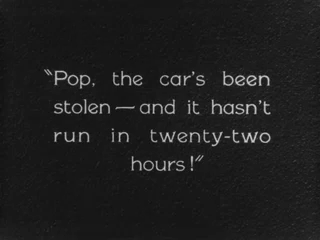 "Pop, the car's been
stolen — and it hasn't
run in twenty-two
hours!"